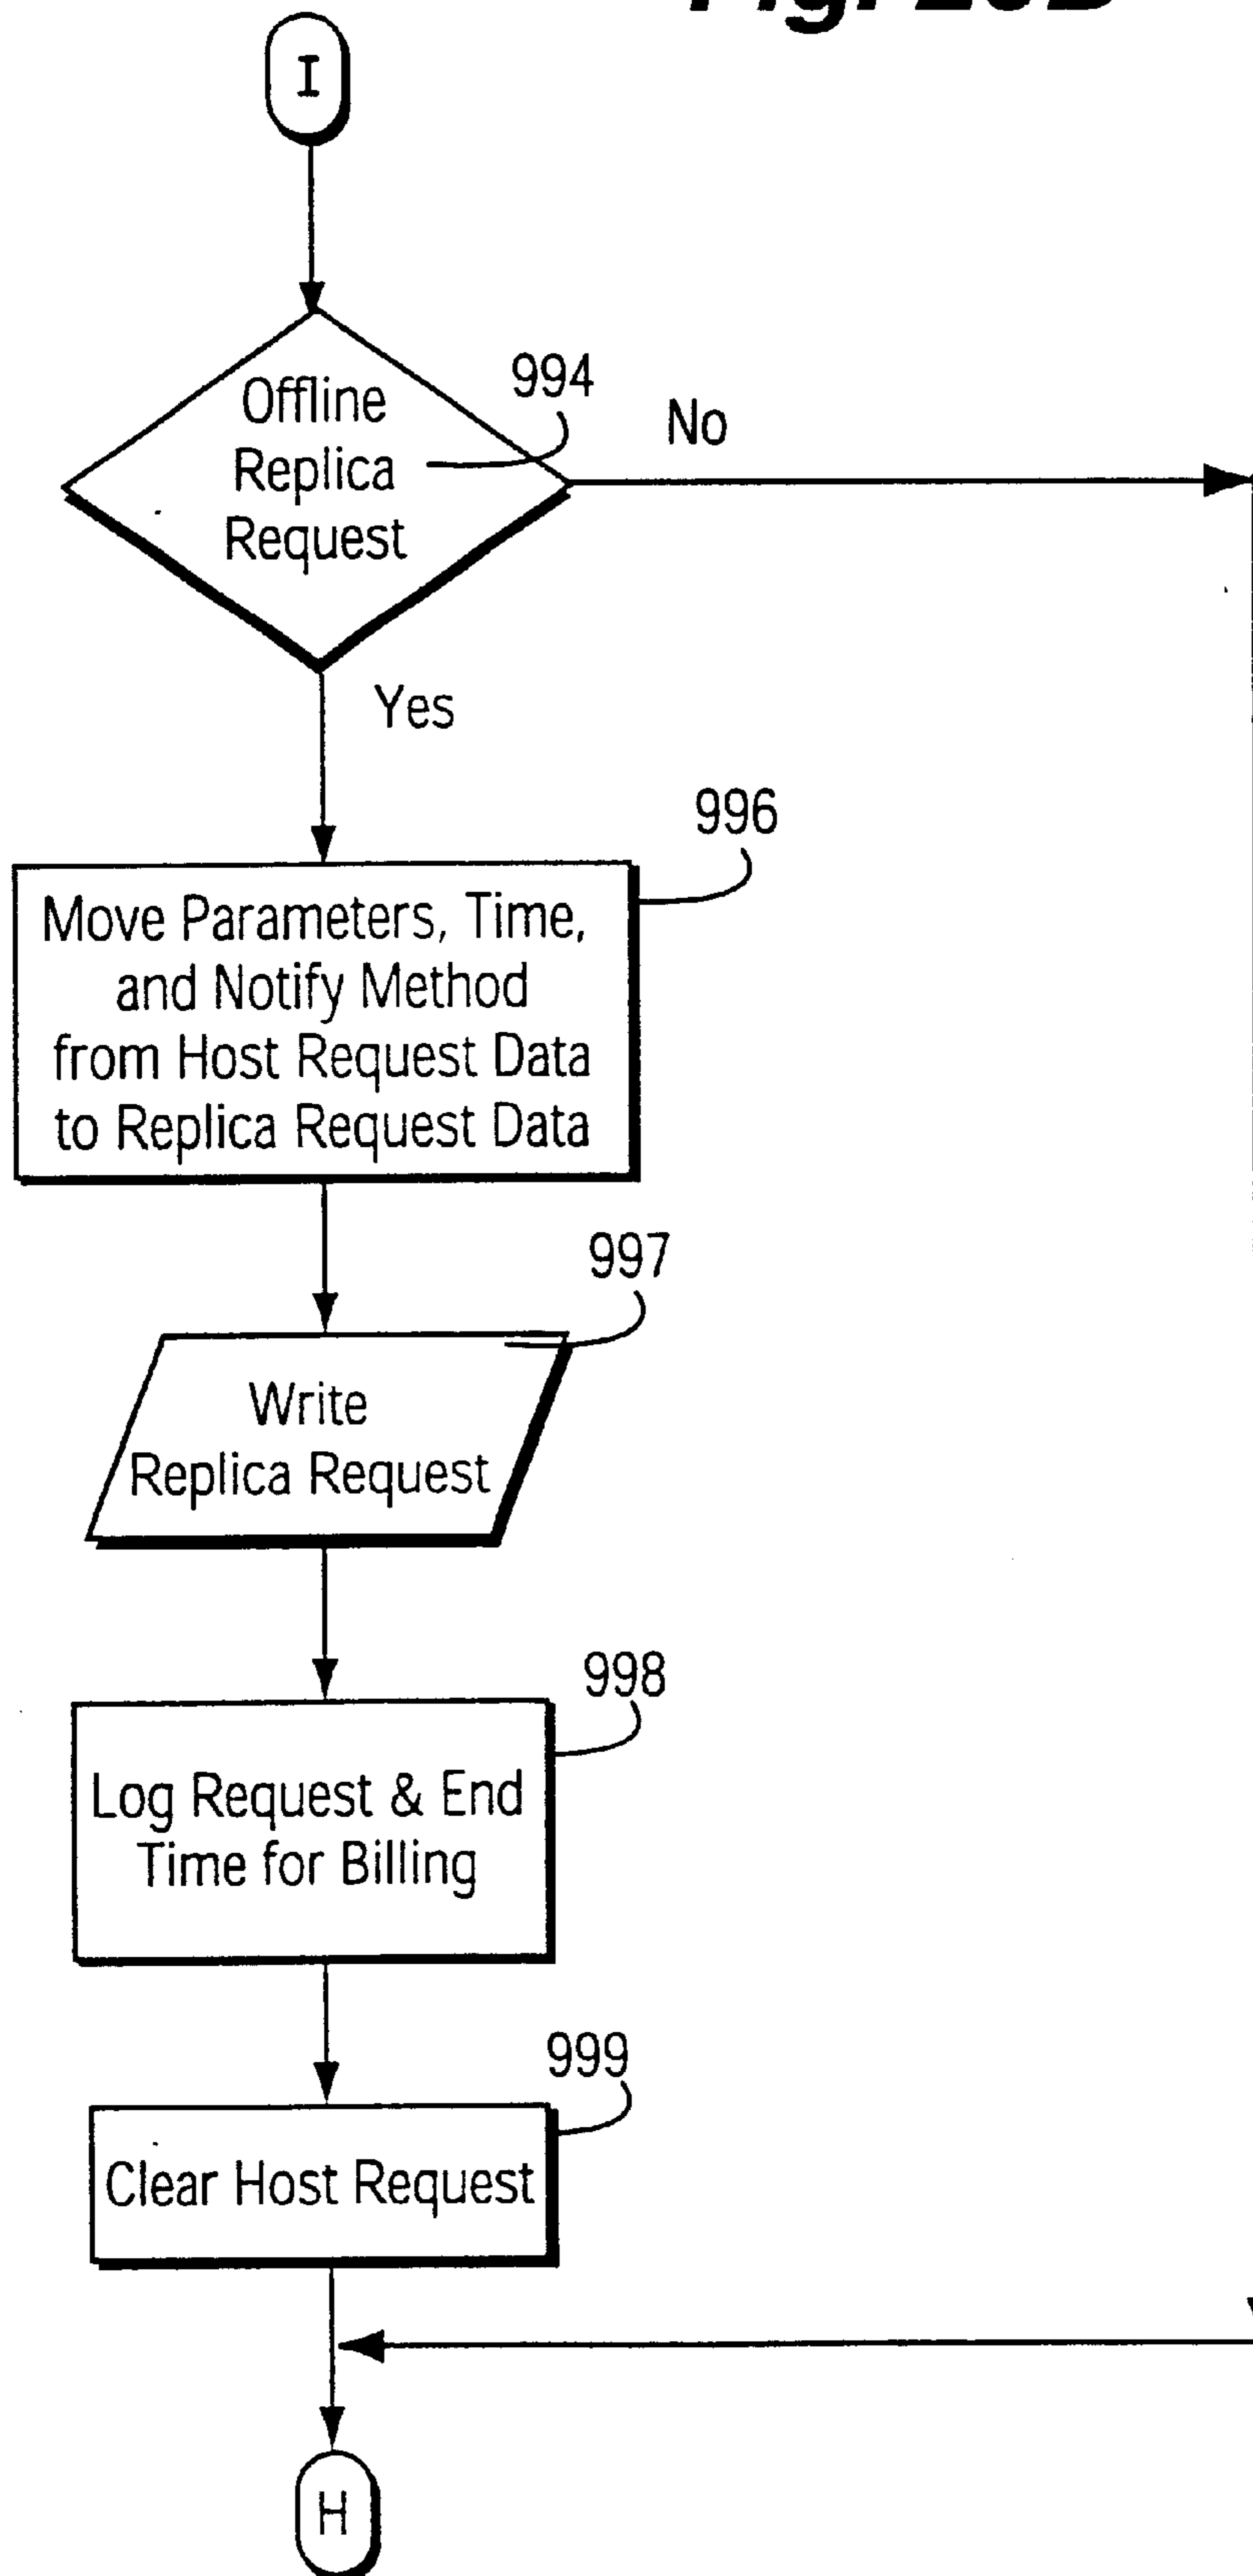 I
Offline
Replica
Request
994
No
Yes
996
Move Parameters, Time,
and Notify Method
from Host Request Data
to Replica Request Data
997
Write
Replica Request
998
Log Request & End
Time for Billing
999
Clear Host Request
H